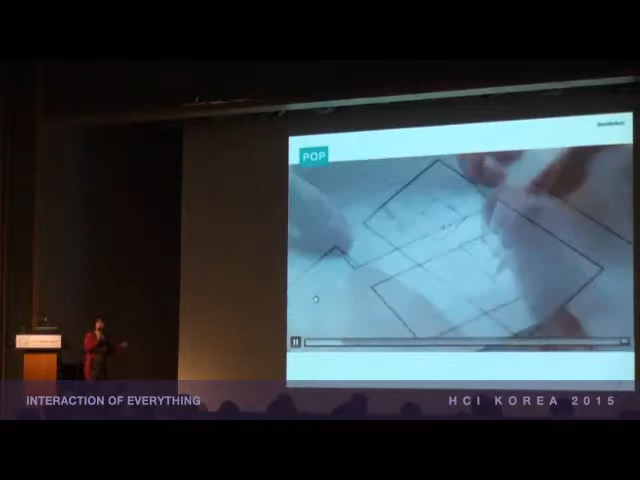 POP
INTERACTION OF EVERYTHING
HCI KOREA 2015